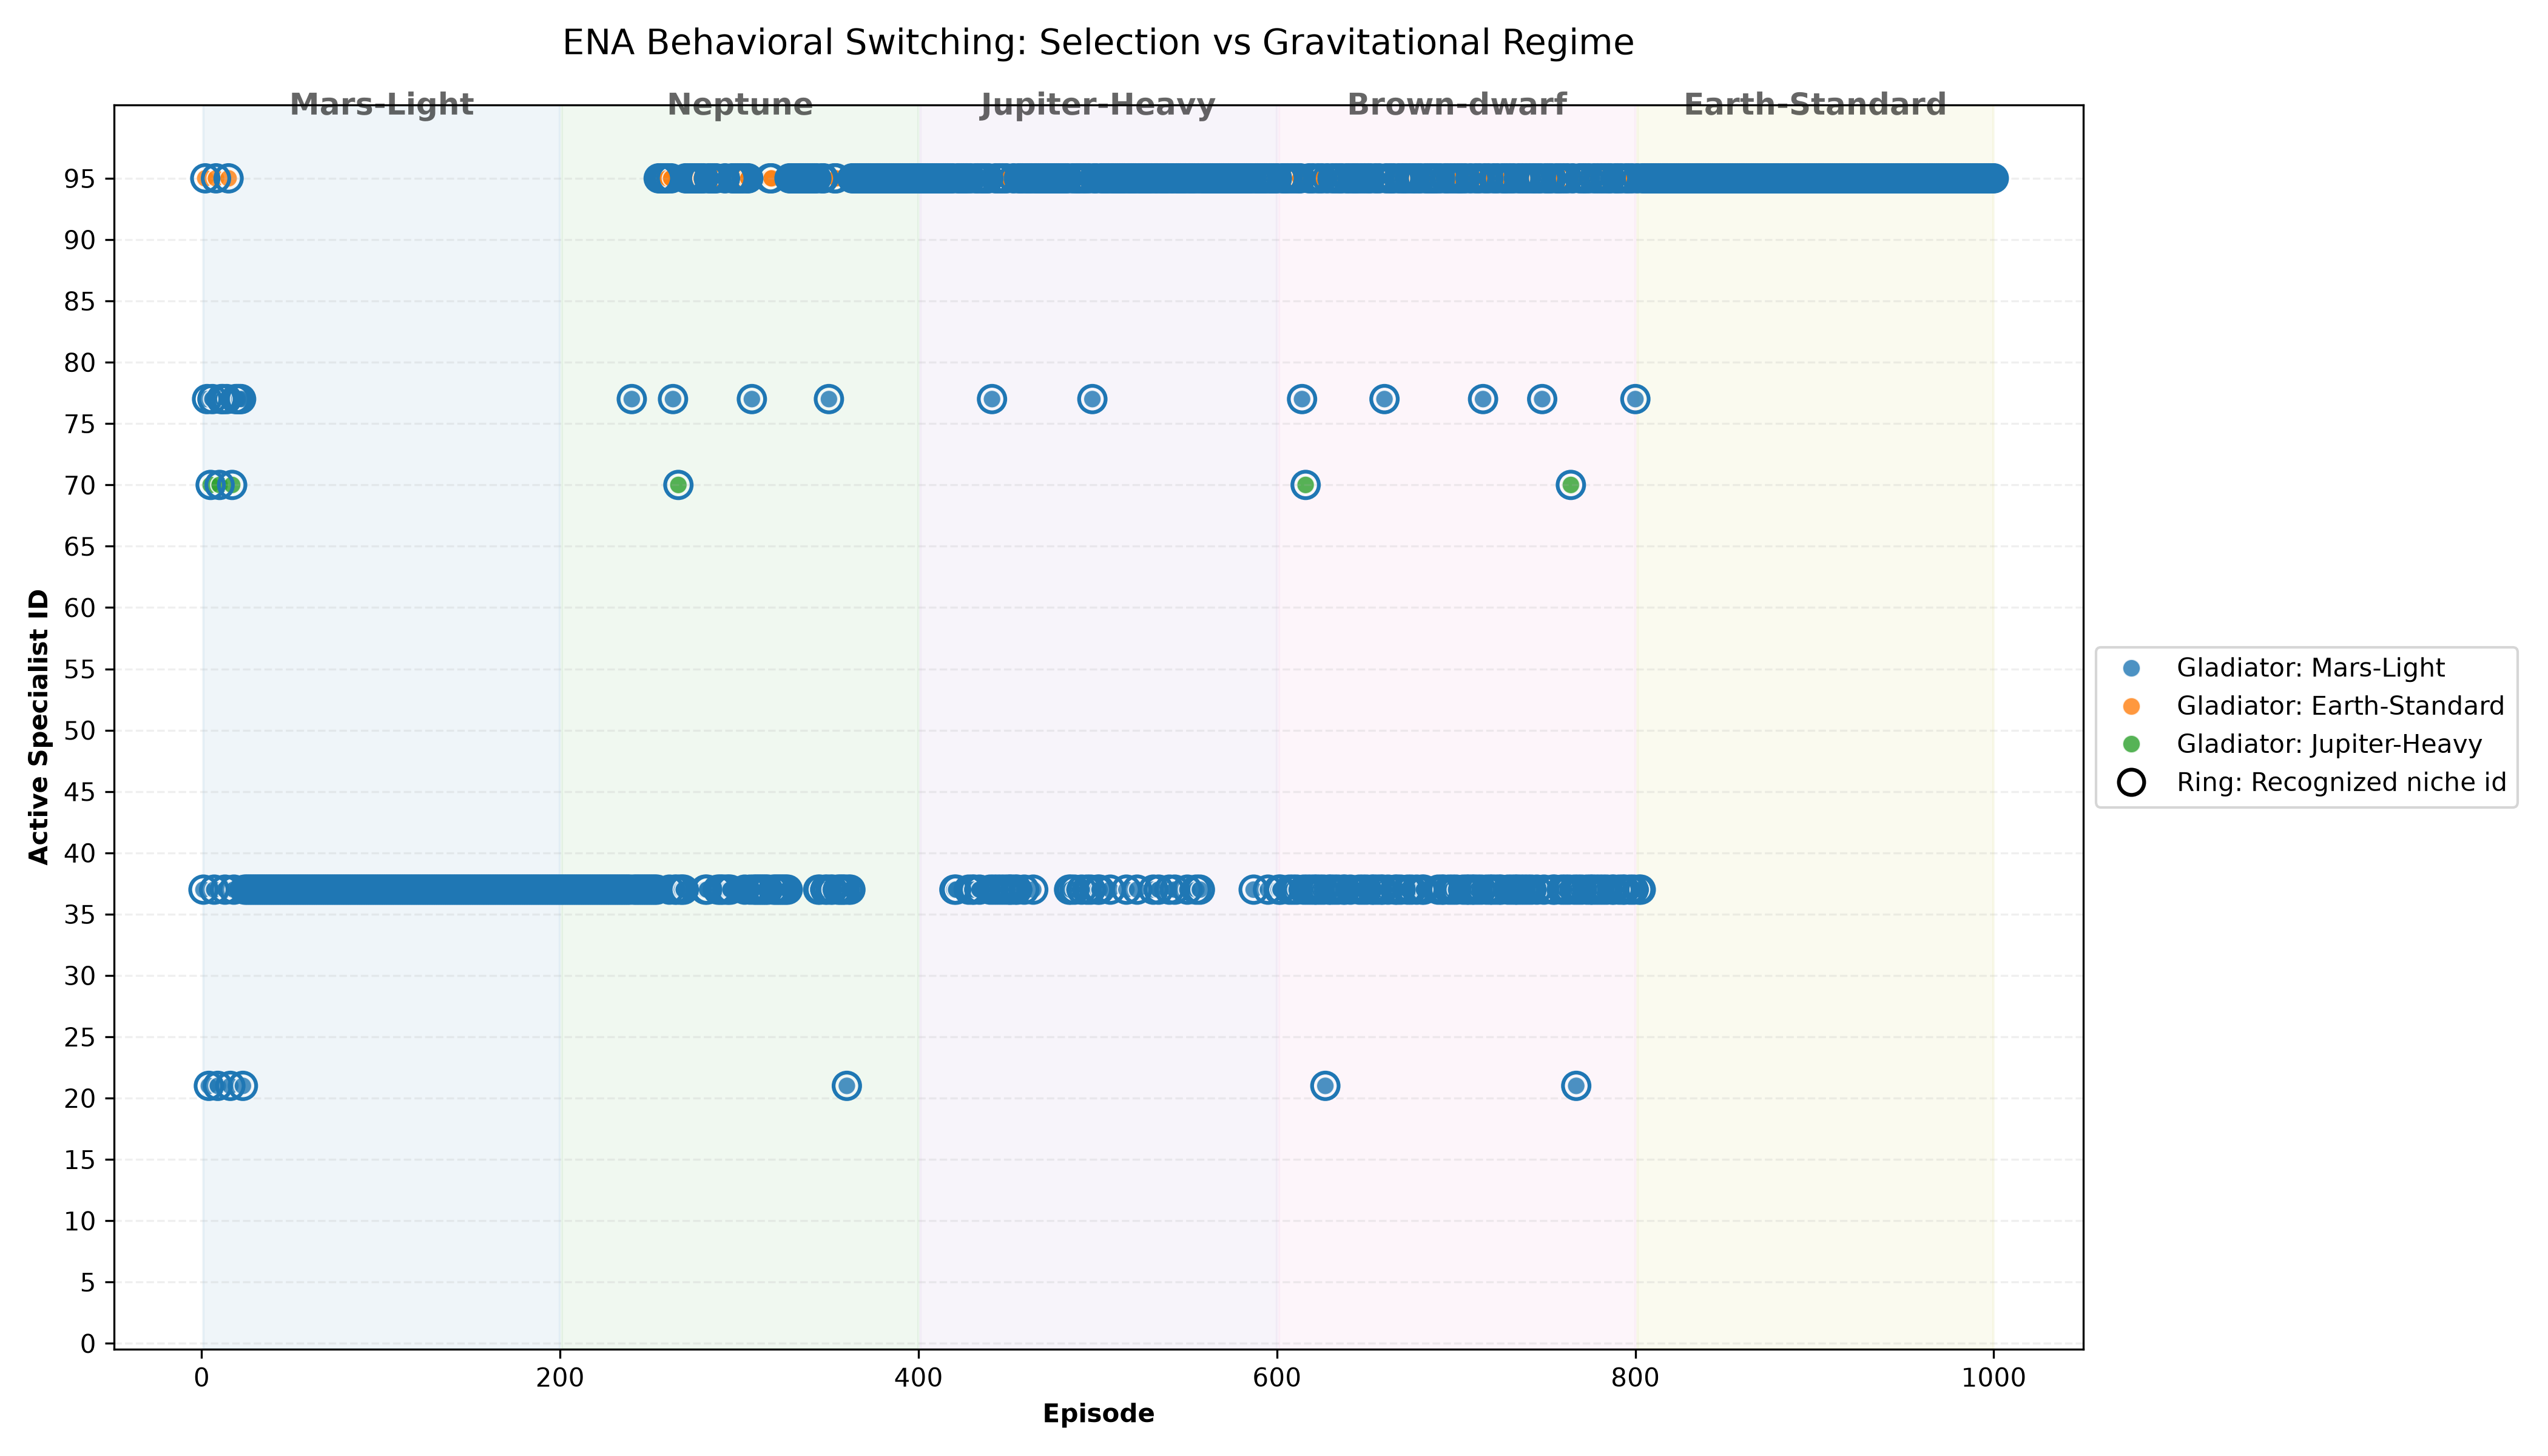 ENA Behavioral Switching: Selection vs Gravitational Regime
Mars-Light Neptune Jupiter-Heavy Brown-dwarf Earth-Standard
95
90
85
80
75
70
65
60
55
50
45
40
35
30
25
20
15
10
5
0
Active Specialist ID
0 200 400 600 800 1000
Episode
Gladiator: Mars-Light
Gladiator: Earth-Standard
Gladiator: Jupiter-Heavy
Ring: Recognized niche id